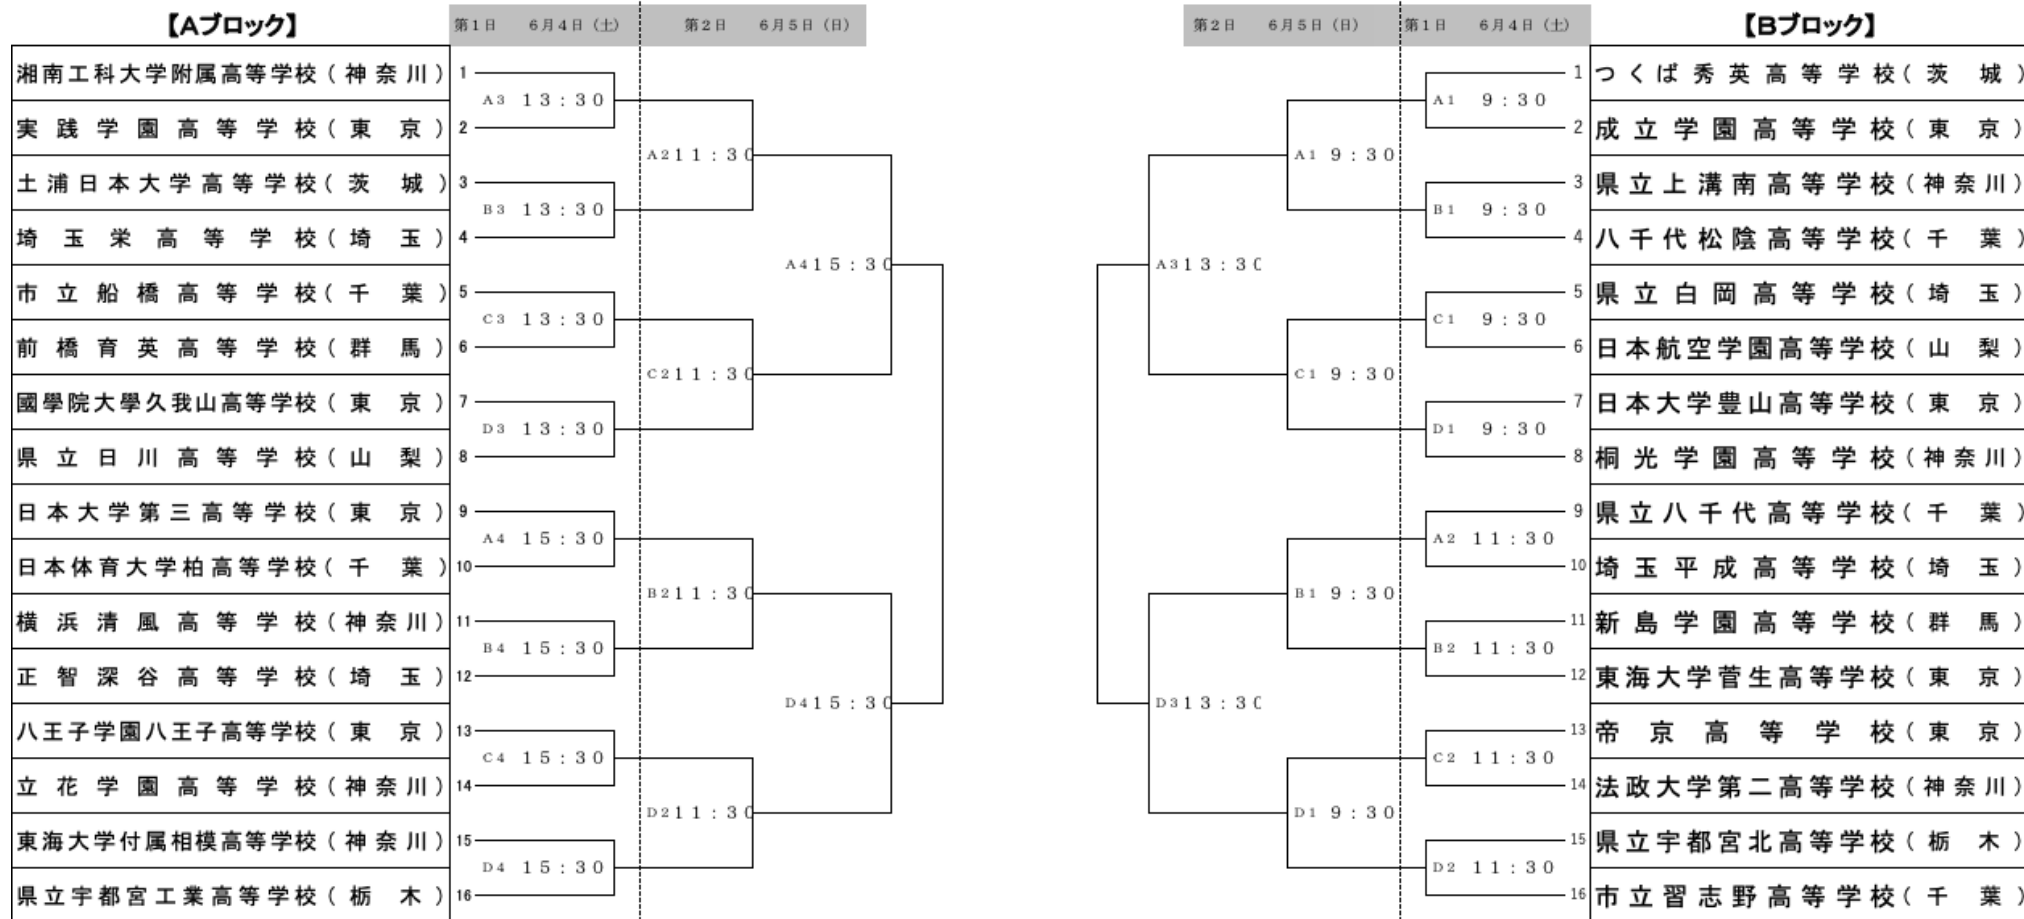 【Aブロック】 第1日 6月4日(土) 第2日 6月5日(日) 第2日 6月5日(日) 第1日 6月4日(土) 【Bブロック】
湘南工科大学附属高等学校(神奈川) 1 1 つくば秀英高等学校(茨城)
A3 13:30 A1 9:30
実践学園高等学校(東京) 2 2 成立学園高等学校(東京)
A2 11:30 A1 9:30
土浦日本大学高等学校(茨城) 3 3 県立上溝南高等学校(神奈川)
B3 13:30 B1 9:30
埼玉栄高等学校(埼玉) 4 4 八千代松陰高等学校(千葉)
A4 15:30 A3 13:30
市立船橋高等学校(千葉) 5 5 県立白岡高等学校(埼玉)
C3 13:30 C1 9:30
前橋育英高等学校(群馬) 6 6 日本航空学園高等学校(山梨)
C2 11:30 C1 9:30
國學院大學久我山高等学校(東京) 7 7 日本大学豊山高等学校(東京)
D3 13:30 D1 9:30
県立日川高等学校(山梨) 8 8 桐光学園高等学校(神奈川)
日本大学第三高等学校(東京) 9 9 県立八千代高等学校(千葉)
A4 15:30 A2 11:30
日本体育大学柏高等学校(千葉) 10 10 埼玉平成高等学校(埼玉)
B2 11:30 B1 9:30
横浜清風高等学校(神奈川) 11 11 新島学園高等学校(群馬)
B4 15:30 B2 11:30
正智深谷高等学校(埼玉) 12 12 東海大学菅生高等学校(東京)
D4 15:30 D3 13:30
八王子学園八王子高等学校(東京) 13 13 帝京高等学校(東京)
C4 15:30 C2 11:30
立花学園高等学校(神奈川) 14 14 法政大学第二高等学校(神奈川)
D2 11:30 D1 9:30
東海大学付属相模高等学校(神奈川) 15 15 県立宇都宮北高等学校(栃木)
D4 15:30 D2 11:30
県立宇都宮工業高等学校(栃木) 16 16 市立習志野高等学校(千葉)